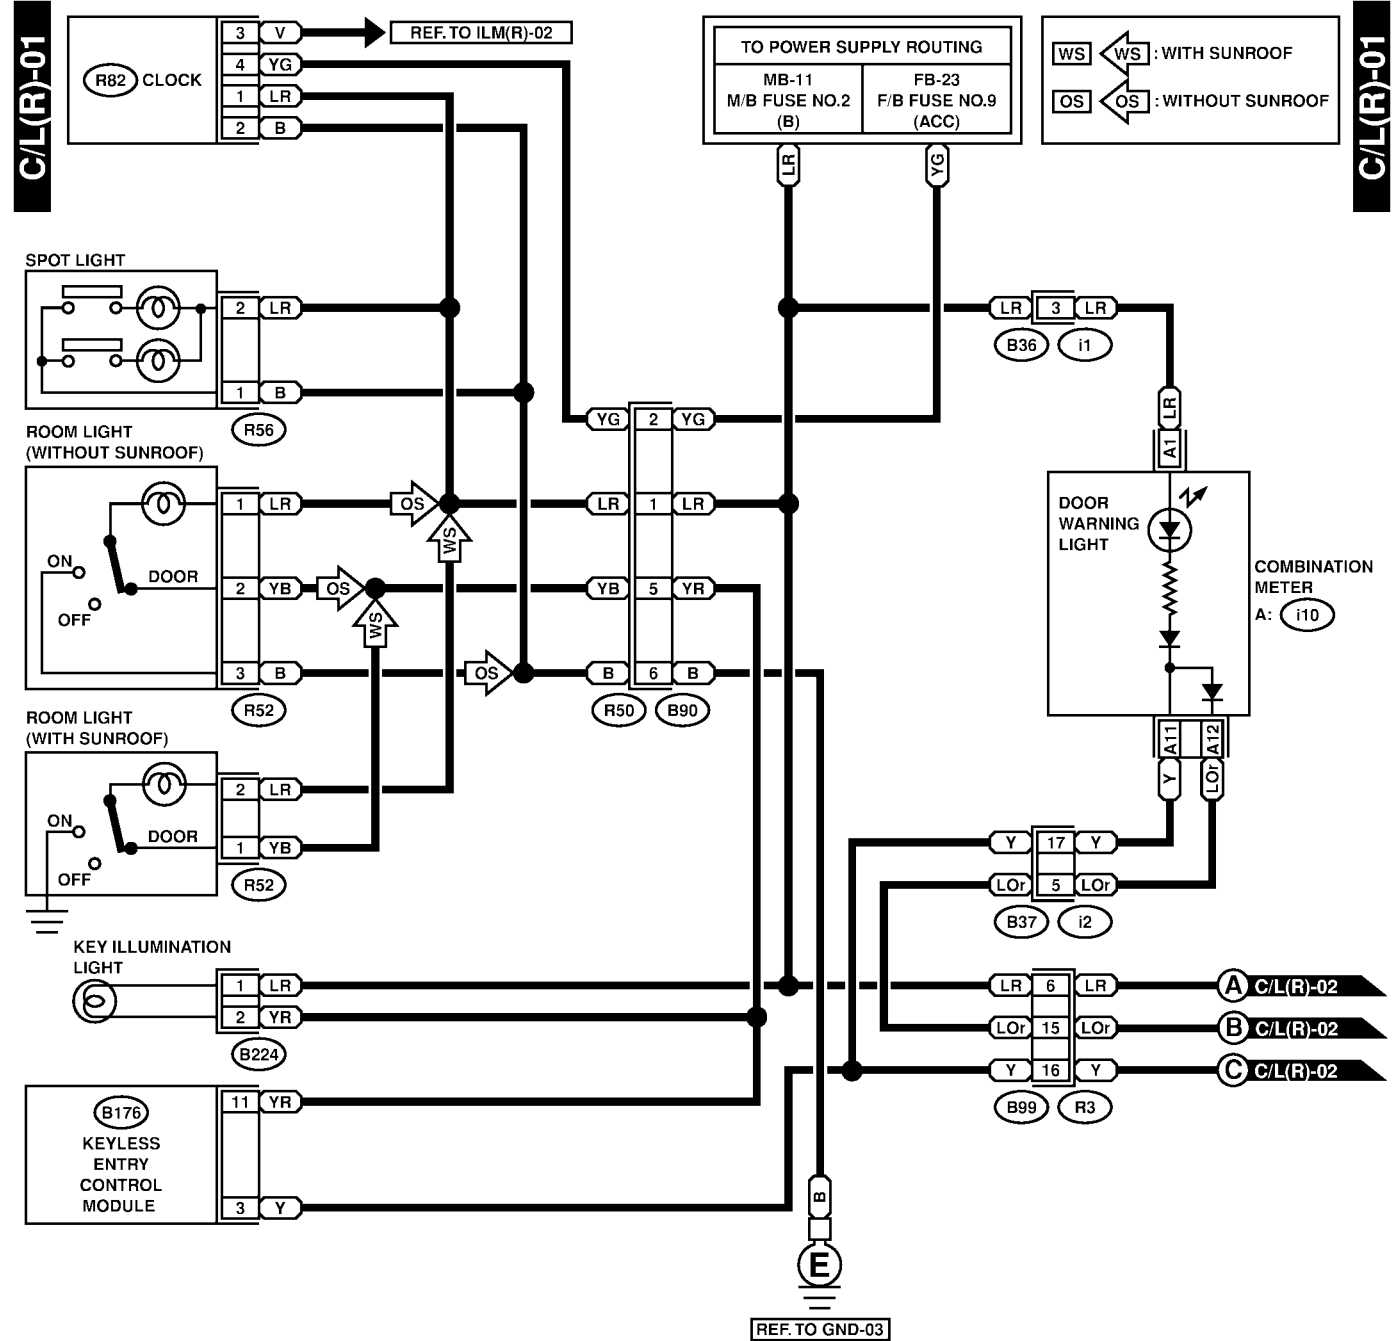 C/L(R)-01
C/L(R)-01
R82 CLOCK
3 V
4 YG
1 LR
2 B
REF. TO ILM(R)-02
TO POWER SUPPLY ROUTING
MB-11
M/B FUSE NO.2
(B)
FB-23
F/B FUSE NO.9
(ACC)
LR
YG
WS WS : WITH SUNROOF
OS OS : WITHOUT SUNROOF
SPOT LIGHT
2 LR
1 B
R56
LR 3 LR
B36 i1
LR
A1
YG 2 YG
ROOM LIGHT
(WITHOUT SUNROOF)
1 LR
OS
LR 1 LR
WS
ON
DOOR
OFF
2 YB
OS
YB 5 YR
WS
3 B
OS
B 6 B
R52
R50 B90
DOOR
WARNING
LIGHT
COMBINATION
METER
A: i10
A11
A12
Y
LOr
ROOM LIGHT
(WITH SUNROOF)
2 LR
ON
DOOR
OFF
1 YB
R52
Y 17 Y
LOr 5 LOr
B37 i2
KEY ILLUMINATION
LIGHT
1 LR
2 YR
B224
LR 6 LR
A C/L(R)-02
LOr 15 LOr
B C/L(R)-02
Y 16 Y
C C/L(R)-02
B99 R3
B176
KEYLESS
ENTRY
CONTROL
MODULE
11 YR
3 Y
B
E
REF. TO GND-03